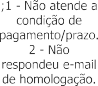 ;1 - Não atende a
condição de
pagamento/prazo.
2 - Não
respondeu e-mail
de homologação.